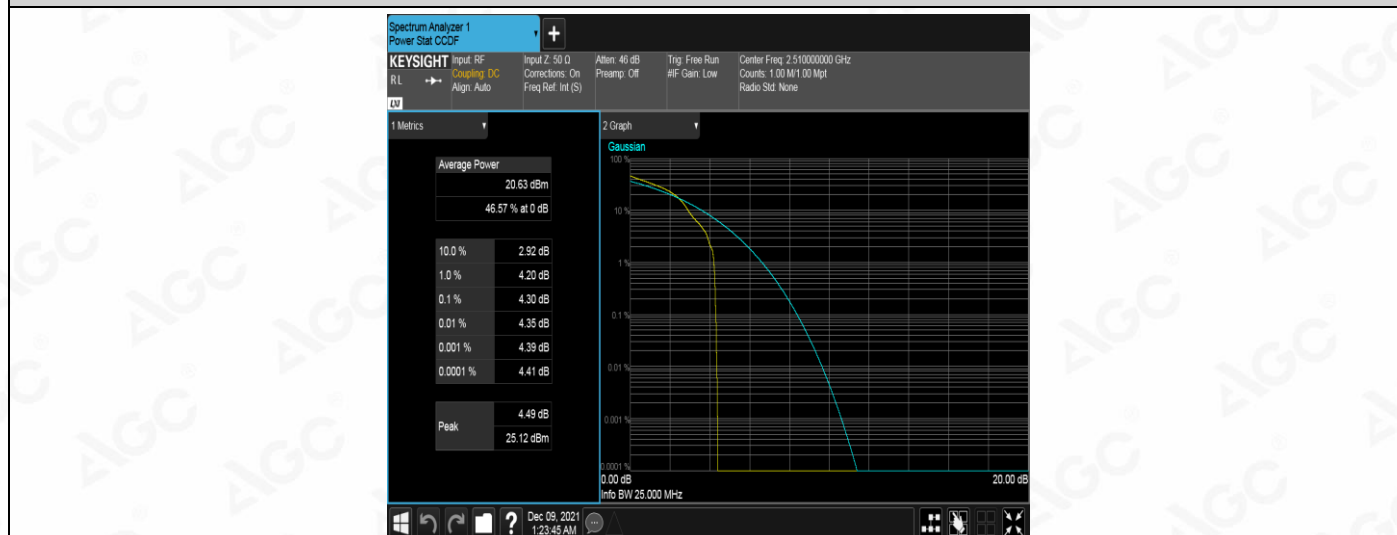 Spectrum Analyzer 1
Power Stat CCDF
+
KEYSIGHT
RL
LXI
Input: RF
Coupling: DC
Align: Auto
Input Z: 50 Ω
Corrections: On
Freq Ref: Int (S)
Atten: 46 dB
Preamp: Off
Trig: Free Run
#IF Gain: Low
Center Freq: 2.510000000 GHz
Counts: 1.00 M/1.00 Mpt
Radio Std: None
1 Metrics
Average Power
20.63 dBm
46.57 % at 0 dB
10.0 % 2.92 dB
1.0 % 4.20 dB
0.1 % 4.30 dB
0.01 % 4.35 dB
0.001 % 4.39 dB
0.0001 % 4.41 dB
Peak
4.49 dB
25.12 dBm
2 Graph
Gaussian
100 %
10 %
1 %
0.1 %
0.01 %
0.001 %
0.0001 %
0.00 dB
20.00 dB
Info BW 25.000 MHz
?
Dec 09, 2021
1:23:45 AM
AGC